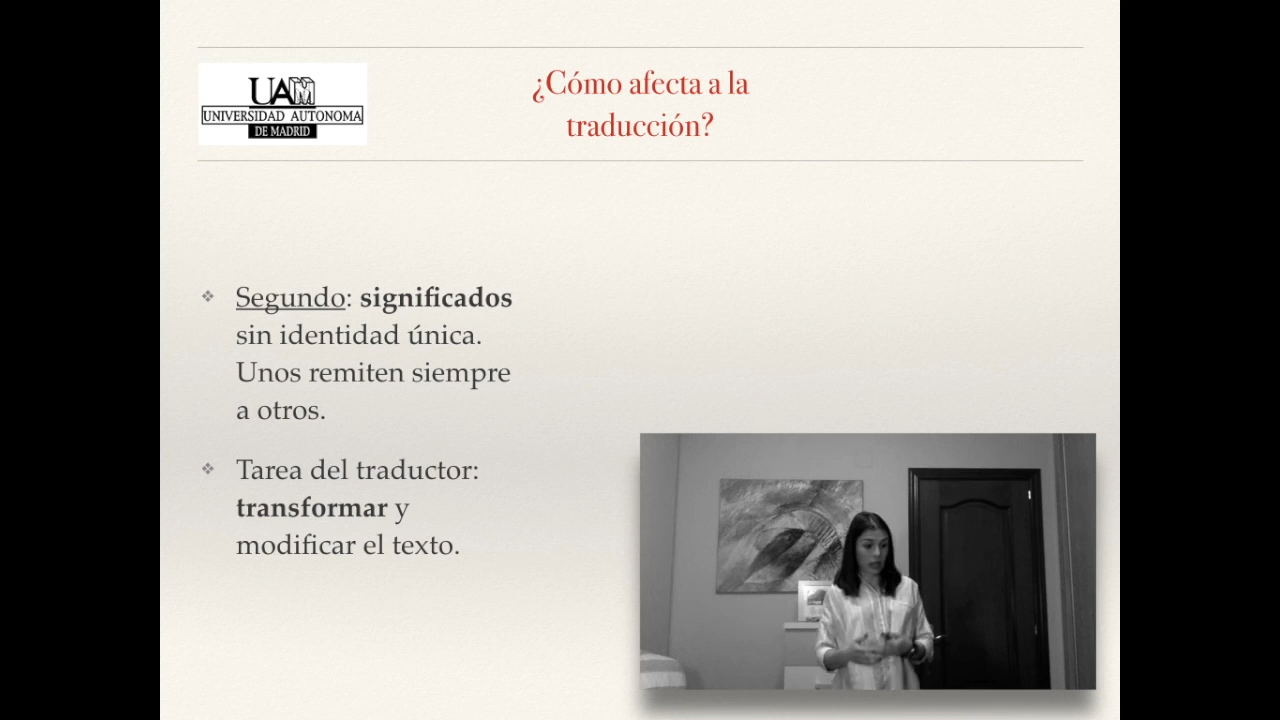 UAM
UNIVERSIDAD AUTONOMA
DE MADRID
¿Cómo afecta a la
traducción?
❖ Segundo: significados
sin identidad única.
Unos remiten siempre
a otros.
❖ Tarea del traductor:
transformar y
modificar el texto.